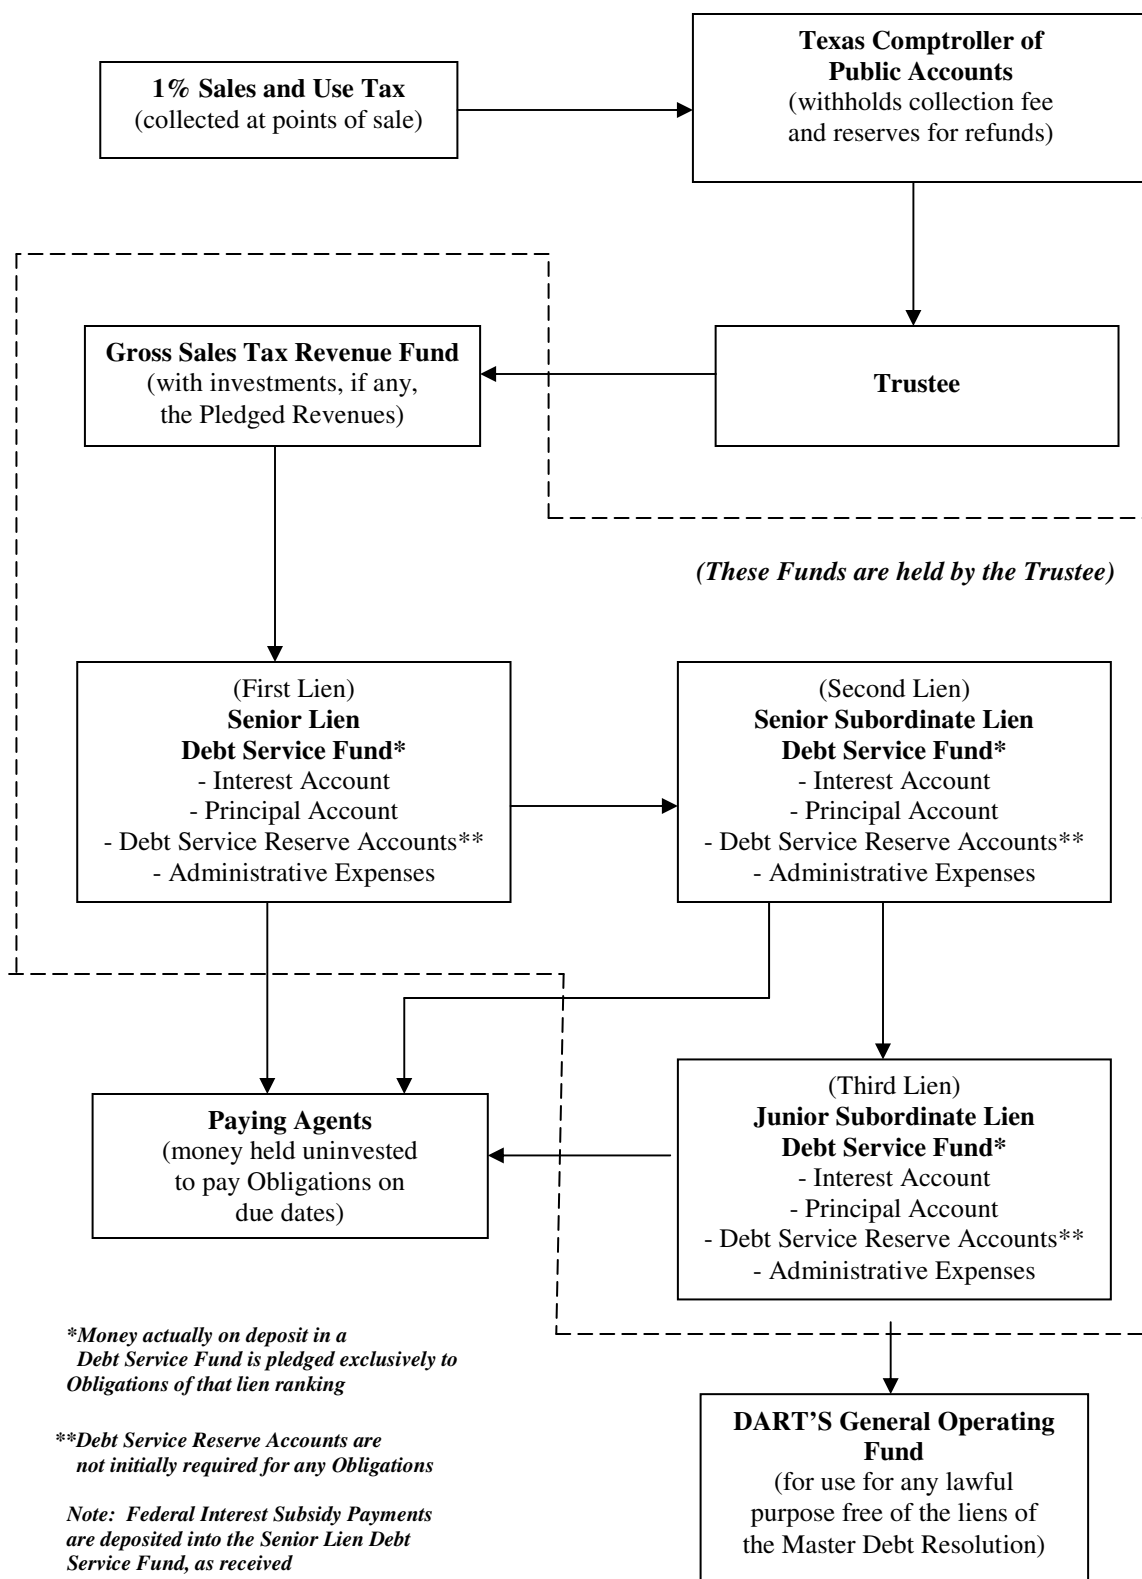 1% Sales and Use Tax
(collected at points of sale)
Texas Comptroller of
Public Accounts
(withholds collection fee
and reserves for refunds)
Gross Sales Tax Revenue Fund
(with investments, if any,
the Pledged Revenues)
Trustee
(These Funds are held by the Trustee)
(First Lien)
Senior Lien
Debt Service Fund*
- Interest Account
- Principal Account
- Debt Service Reserve Accounts**
- Administrative Expenses
(Second Lien)
Senior Subordinate Lien
Debt Service Fund*
- Interest Account
- Principal Account
- Debt Service Reserve Accounts**
- Administrative Expenses
Paying Agents
(money held uninvested
to pay Obligations on
due dates)
(Third Lien)
Junior Subordinate Lien
Debt Service Fund*
- Interest Account
- Principal Account
- Debt Service Reserve Accounts**
- Administrative Expenses
*Money actually on deposit in a
Debt Service Fund is pledged exclusively to
Obligations of that lien ranking
**Debt Service Reserve Accounts are
not initially required for any Obligations
Note: Federal Interest Subsidy Payments
are deposited into the Senior Lien Debt
Service Fund, as received
DART’S General Operating
Fund
(for use for any lawful
purpose free of the liens of
the Master Debt Resolution)